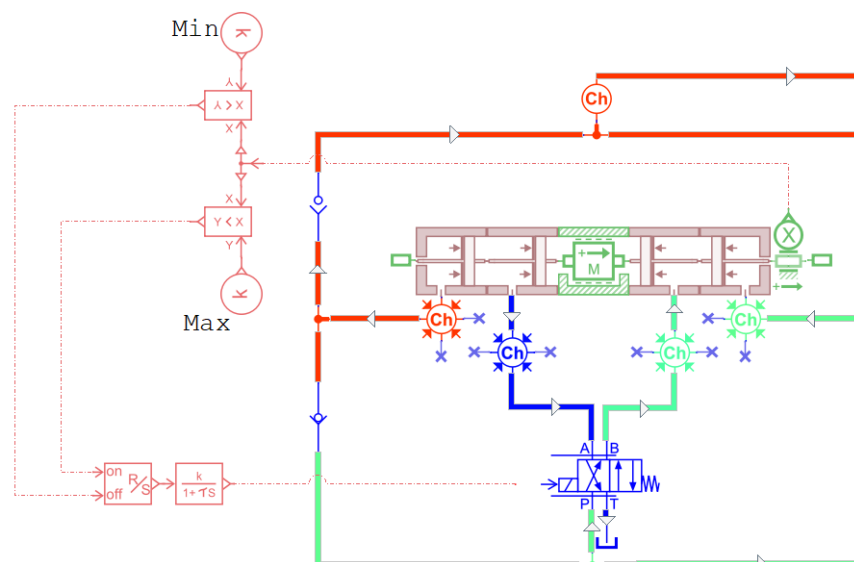 Min
K
Y
Y > X
X
Ch
X
Y < X
Y
X
M
K
Max
Ch
Ch
Ch
Ch
A B
on
off
R/S
k
1+τS
P T